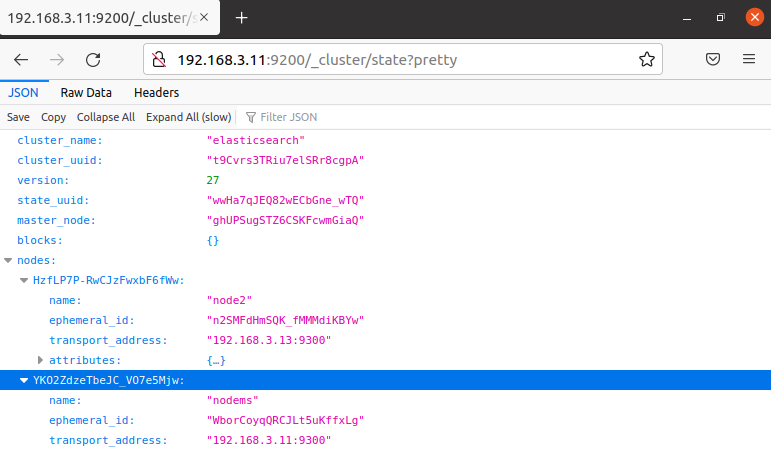 192.168.3.11:9200/_cluster/s
192.168.3.11:9200/_cluster/state?pretty
JSON Raw Data Headers
Save Copy Collapse All Expand All (slow) Filter JSON
cluster_name: "elasticsearch"
cluster_uuid: "t9Cvrs3TRiu7elSRr8cgpA"
version: 27
state_uuid: "wwHa7qJEQ82wECbGne_wTQ"
master_node: "ghUPSugSTZ6CSKFcwmGiaQ"
blocks: {}
nodes:
HzfLP7P-RwCJzFwxbF6fWw:
name: "node2"
ephemeral_id: "n2SMFdHmSQK_fMMMdiKBYw"
transport_address: "192.168.3.13:9300"
attributes: {…}
YKO2ZdzeTbeJC_VO7e5Mjw:
name: "nodems"
ephemeral_id: "WborCoyqQRCJLt5uKffxLg"
transport_address: "192.168.3.11:9300"